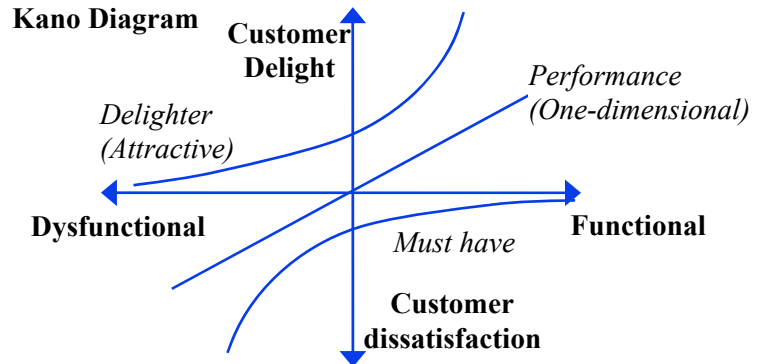 Kano Diagram
Customer
Delight
Performance
(One-dimensional)
Delighter
(Attractive)
Dysfunctional
Functional
Must have
Customer
dissatisfaction